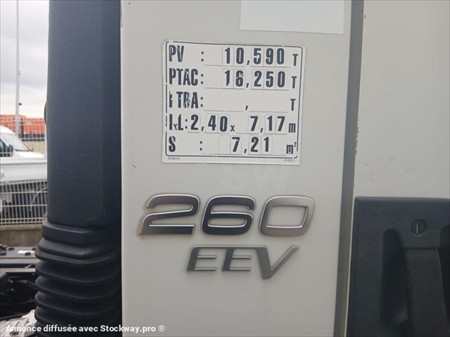 PV : 10,590 T
PTAC: 16,250 T
PTRA: , T
LxL: 2,40 x 7,17 m
S : 7,21 m²
260
EEV
Annonce diffusée avec Stockway.pro ®